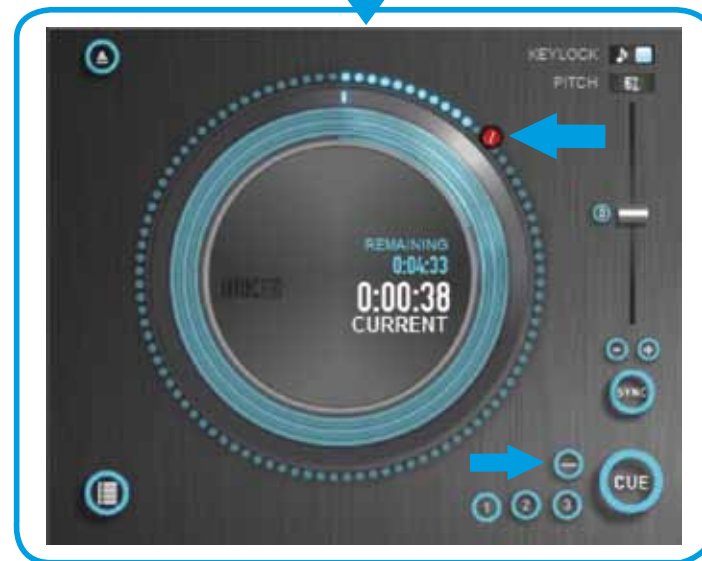 KEYLOCK
PITCH
REMAINING
0:04:33
0:00:38
CURRENT
SYNC
CUE
1 2 3